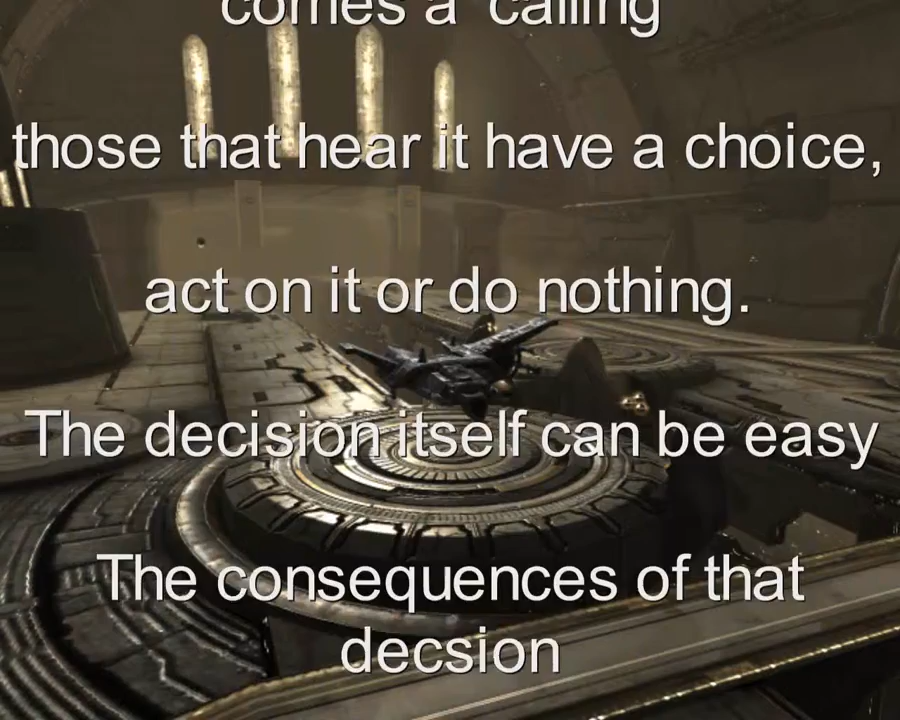 comes a calling
those that hear it have a choice,
act on it or do nothing.
The decision itself can be easy
The consequences of that
decsion